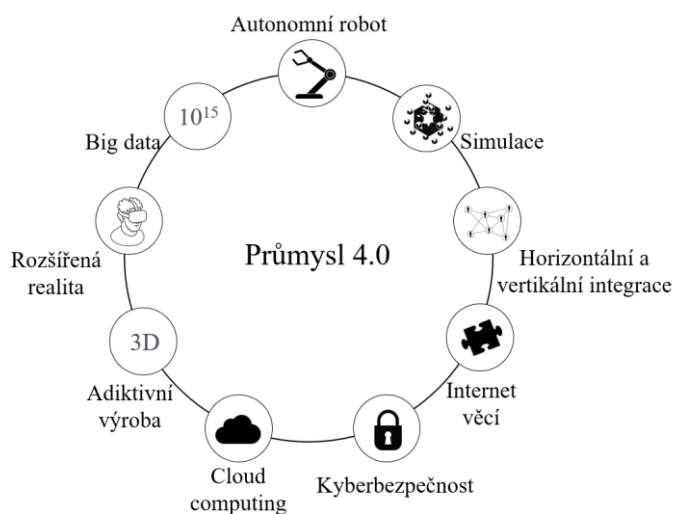 Autonomní robot
10¹⁵
Big data
Simulace
Rozšířená
realita
Průmysl 4.0
Horizontální a
vertikální integrace
3D
Adiktivní
výroba
Internet
věcí
Cloud
computing
Kyberbezpečnost